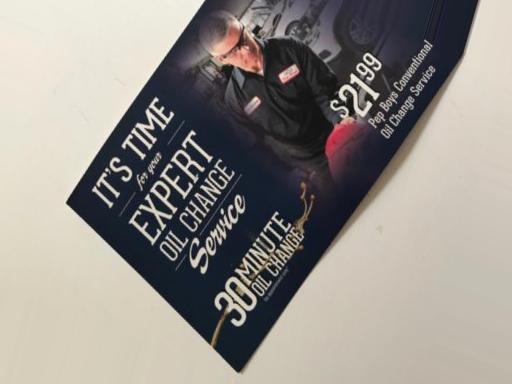 IT'S TIME
for your
EXPERT
OIL CHANGE
Service
30 MINUTE
OIL CHANGE
$21.99
Pep Boys Conventional
Oil Change Service